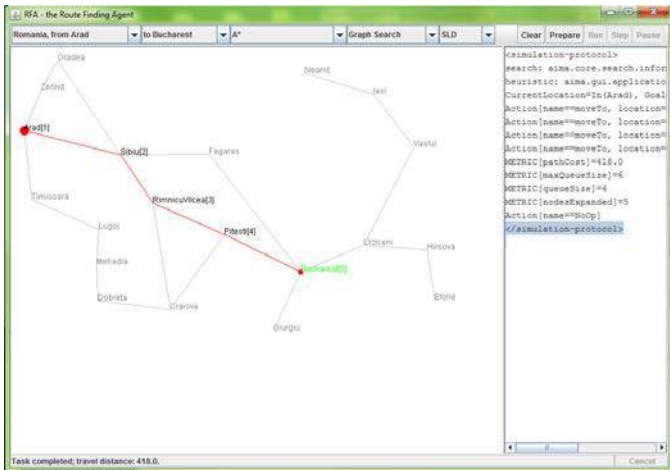 RFA - the Route Finding Agent
Romania, from Arad to Bucharest A* Graph Search SLD Clear Prepare Run Step Pause
Oradea
Zerind
Arad[1]
Sibiu[2]
Fagaras
RimnicuVilcea[3]
Timisoara
Lugoj
Pitesti[4]
Mehadia
Bucharest[5]
Dobreta
Craiova
Giurgiu
Neamt
Iasi
Vaslui
Urziceni
Hirsova
Eforie
<simulation-protocol>
search: aima.core.search.infor
heuristic: aima.gui.applicatio
CurrentLocation=In(Arad), Goal
Action[name==moveTo, location=
Action[name==moveTo, location=
Action[name==moveTo, location=
Action[name==moveTo, location=
METRIC[pathCost]=418.0
METRIC[maxQueueSize]=6
METRIC[queueSize]=4
METRIC[nodesExpanded]=5
Action[name==NoOp]
</simulation-protocol>
Task completed; travel distance: 418.0.
Cancel